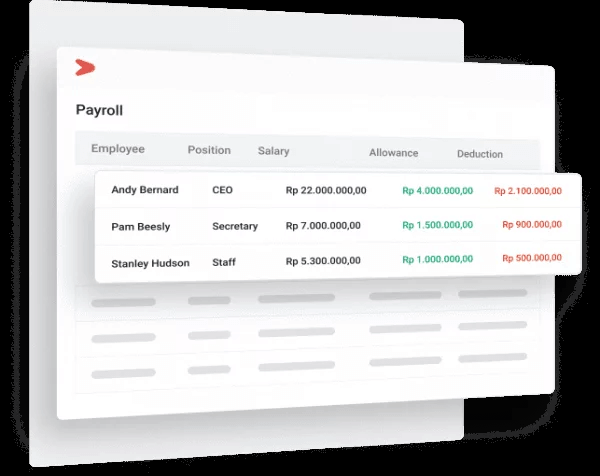 Payroll
Employee Position Salary Allowance Deduction
Andy Bernard CEO Rp 22.000.000,00 Rp 4.000.000,00 Rp 2.100.000,00
Pam Beesly Secretary Rp 7.000.000,00 Rp 1.500.000,00 Rp 900.000,00
Stanley Hudson Staff Rp 5.300.000,00 Rp 1.000.000,00 Rp 500.000,00